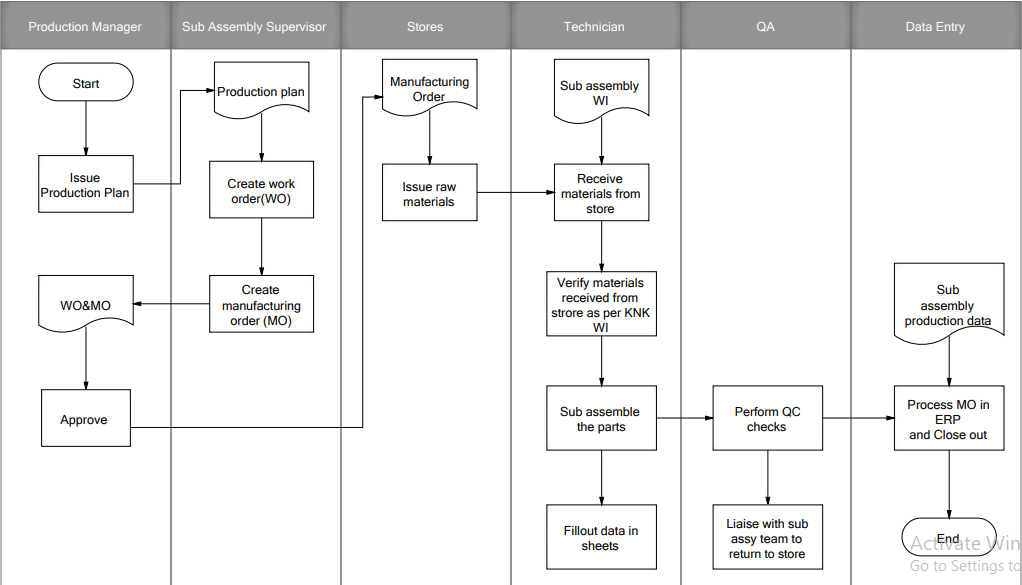 Production Manager
Sub Assembly Supervisor
Stores
Technician
QA
Data Entry
Start
Issue
Production Plan
WO&MO
Approve
Production plan
Create work
order(WO)
Create
manufacturing
order (MO)
Manufacturing
Order
Issue raw
materials
Sub assembly
WI
Receive
materials from
store
Verify materials
received from
strore as per KNK
WI
Sub assemble
the parts
Fillout data in
sheets
Perform QC
checks
Liaise with sub
assy team to
return to store
Sub
assembly
production data
Process MO in
ERP
and Close out
End
Activate Win
Go to Settings to